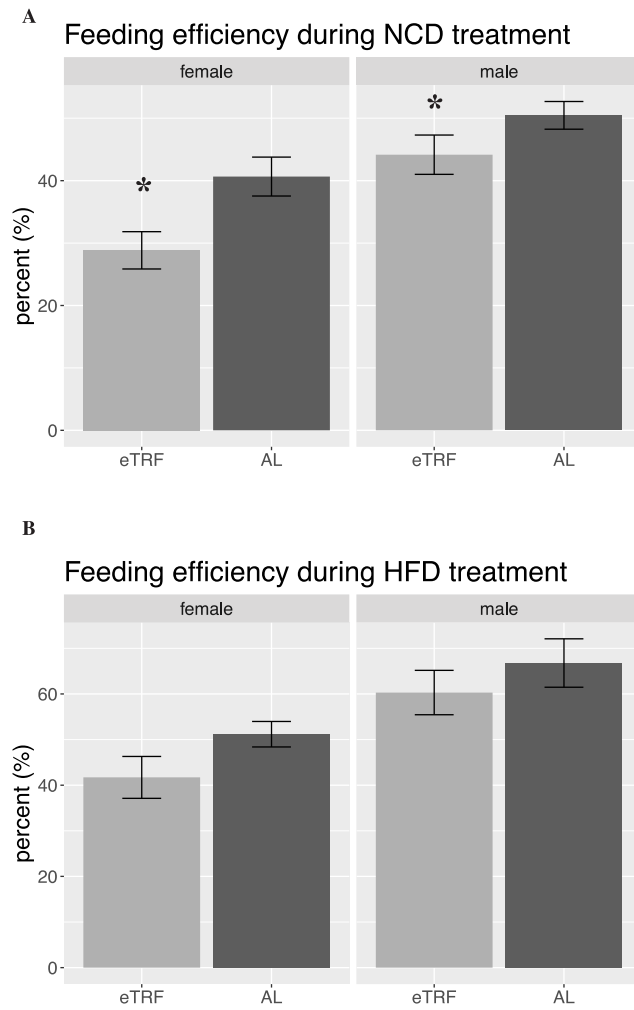 A
Feeding efficiency during NCD treatment
female
male
*
*
percent (%)
40
20
0
eTRF
AL
eTRF
AL
B
Feeding efficiency during HFD treatment
female
male
percent (%)
60
40
20
0
eTRF
AL
eTRF
AL